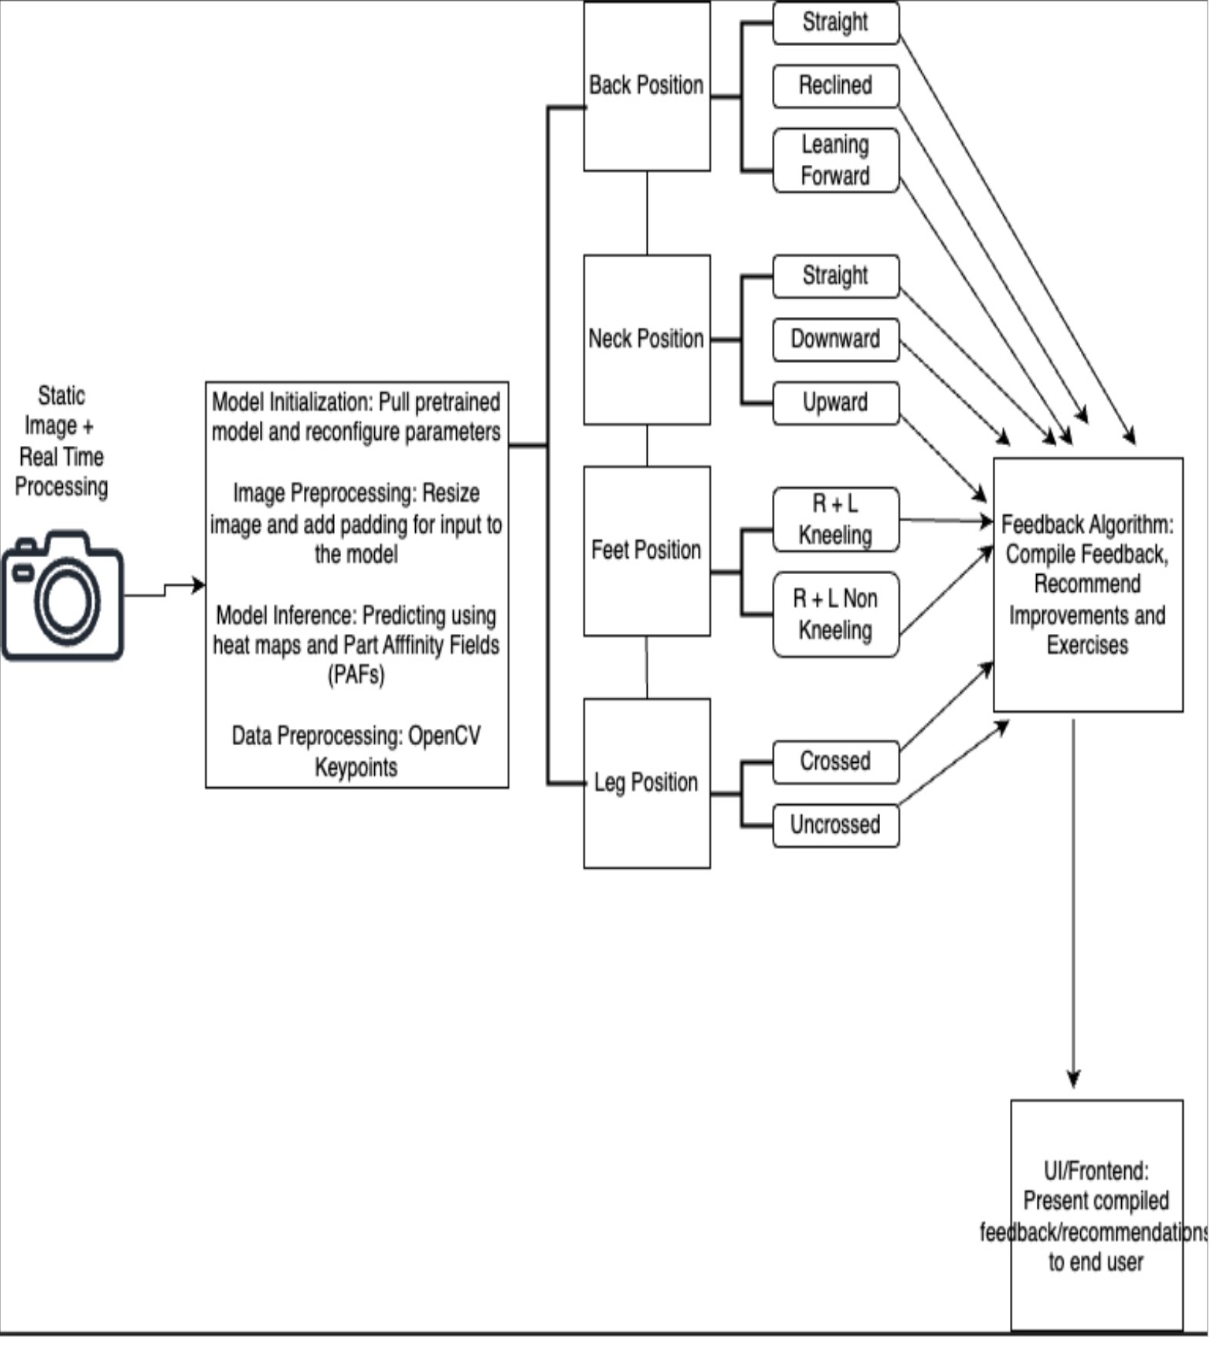 Static
Image +
Real Time
Processing
Model Initialization: Pull pretrained
model and reconfigure parameters
Image Preprocessing: Resize
image and add padding for input to
the model
Model Inference: Predicting using
heat maps and Part Afffinity Fields
(PAFs)
Data Preprocessing: OpenCV
Keypoints
Back Position
Straight
Reclined
Leaning
Forward
Neck Position
Straight
Downward
Upward
Feet Position
R + L
Kneeling
R + L Non
Kneeling
Leg Position
Crossed
Uncrossed
Feedback Algorithm:
Compile Feedback,
Recommend
Improvements and
Exercises
UI/Frontend:
Present compiled
feedback/recommendations
to end user